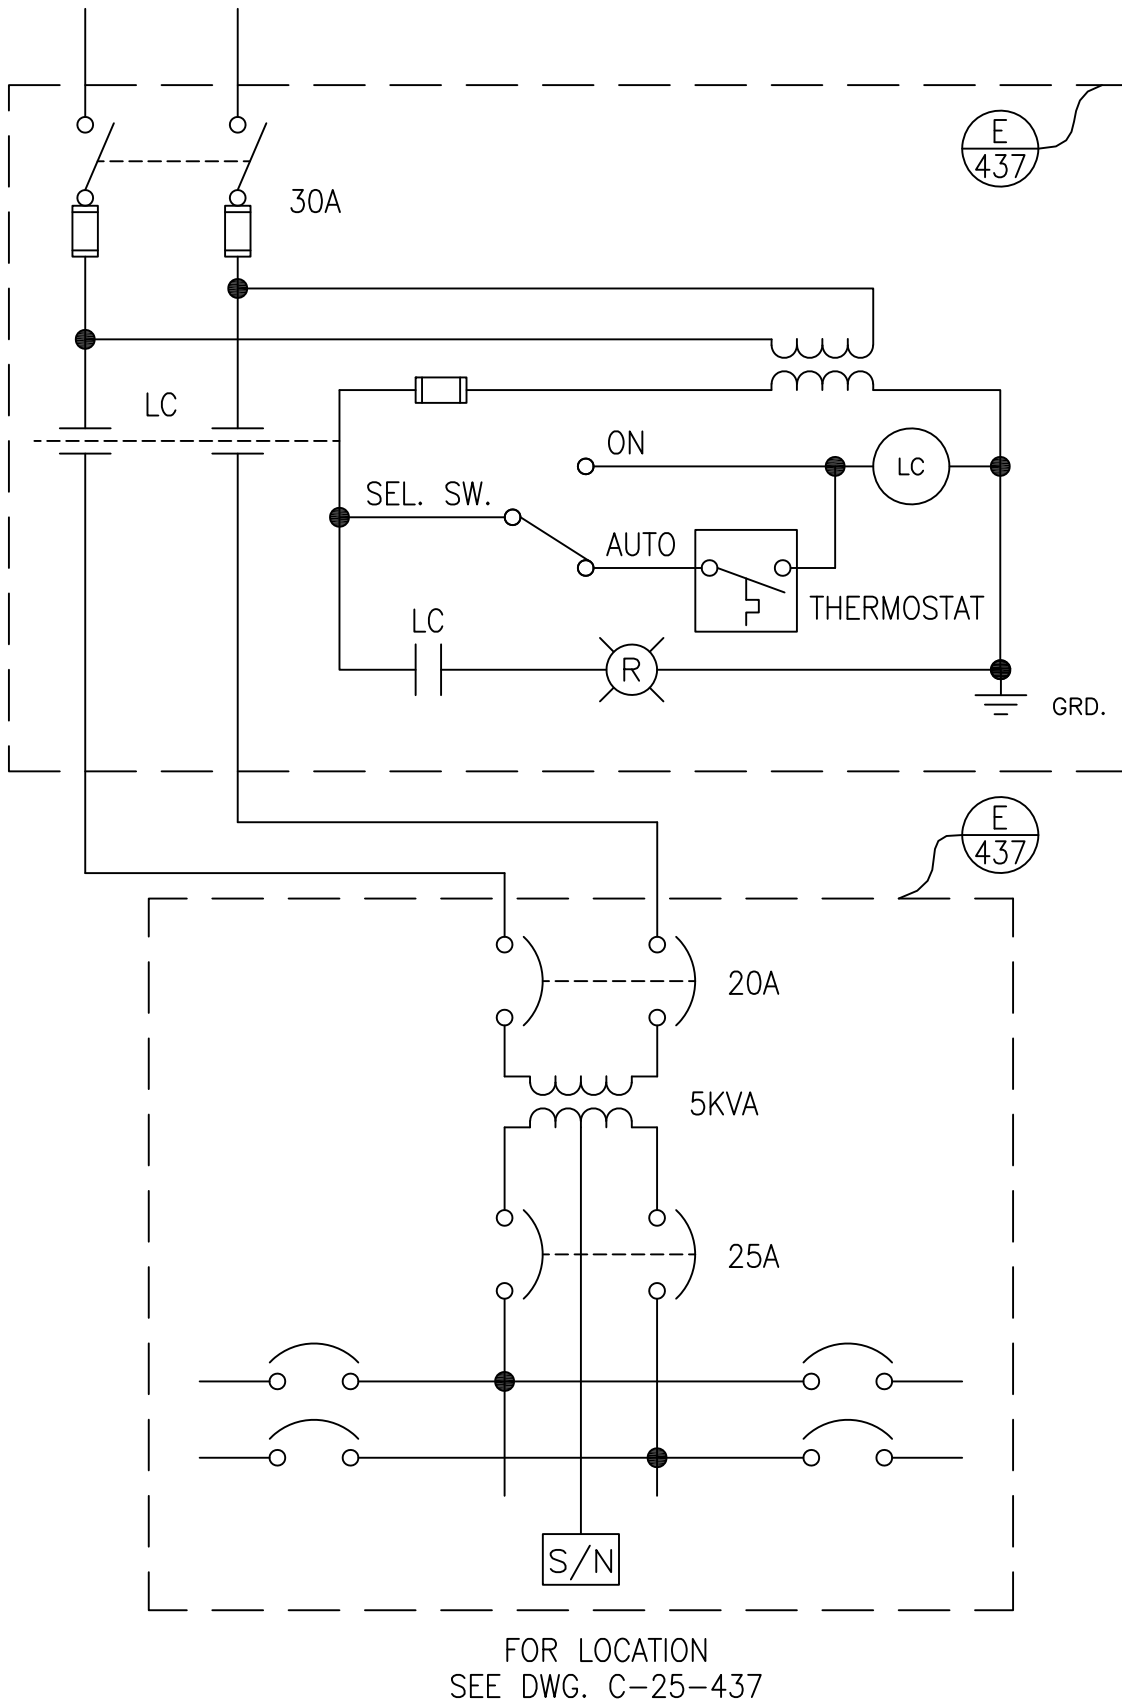 E
437
30A
LC
ON
LC
SEL. SW.
AUTO
THERMOSTAT
LC
R
GRD.
E
437
20A
5KVA
25A
S/N
FOR LOCATION
SEE DWG. C-25-437